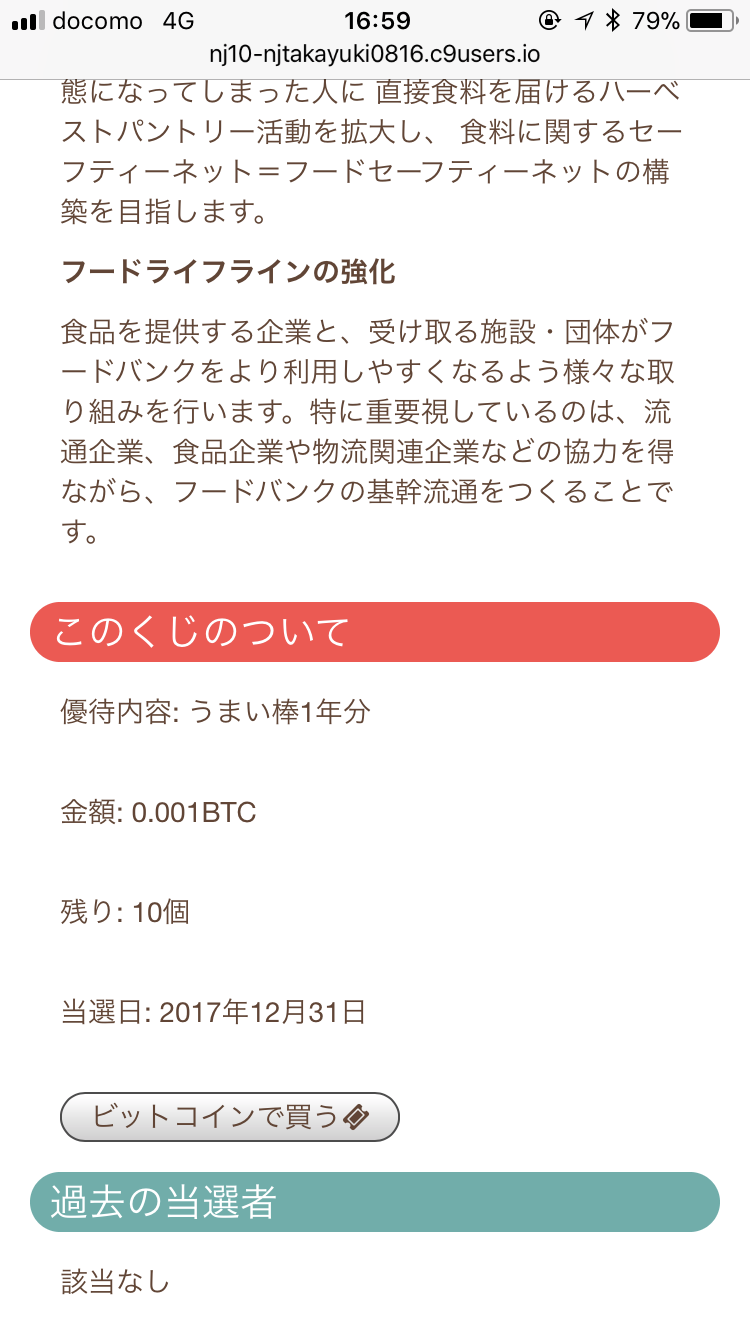 docomo 4G 16:59 79%
nj10-njtakayuki0816.c9users.io
態になってしまった人に 直接食料を届けるハーベ
ストパントリー活動を拡大し、 食料に関するセー
フティーネット＝フードセーフティーネットの構
築を目指します。
フードライフラインの強化
食品を提供する企業と、受け取る施設・団体がフ
ードバンクをより利用しやすくなるよう様々な取
り組みを行います。特に重要視しているのは、流
通企業、食品企業や物流関連企業などの協力を得
ながら、フードバンクの基幹流通をつくることで
す。
このくじのついて
優待内容: うまい棒1年分
金額: 0.001BTC
残り: 10個
当選日: 2017年12月31日
ビットコインで買う
過去の当選者
該当なし